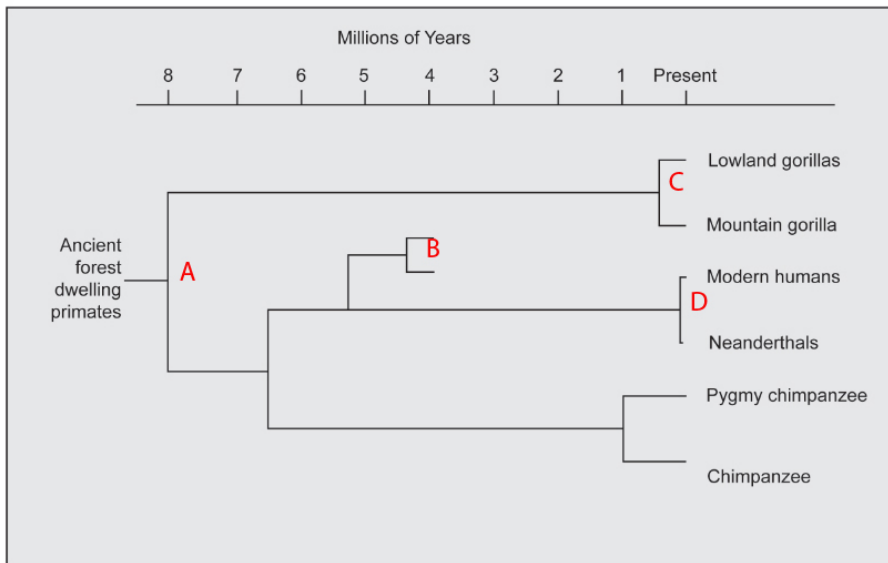 Millions of Years
8 7 6 5 4 3 2 1 Present
Lowland gorillas
C
Mountain gorilla
Ancient
forest
dwelling
primates
A
B
Modern humans
D
Neanderthals
Pygmy chimpanzee
Chimpanzee